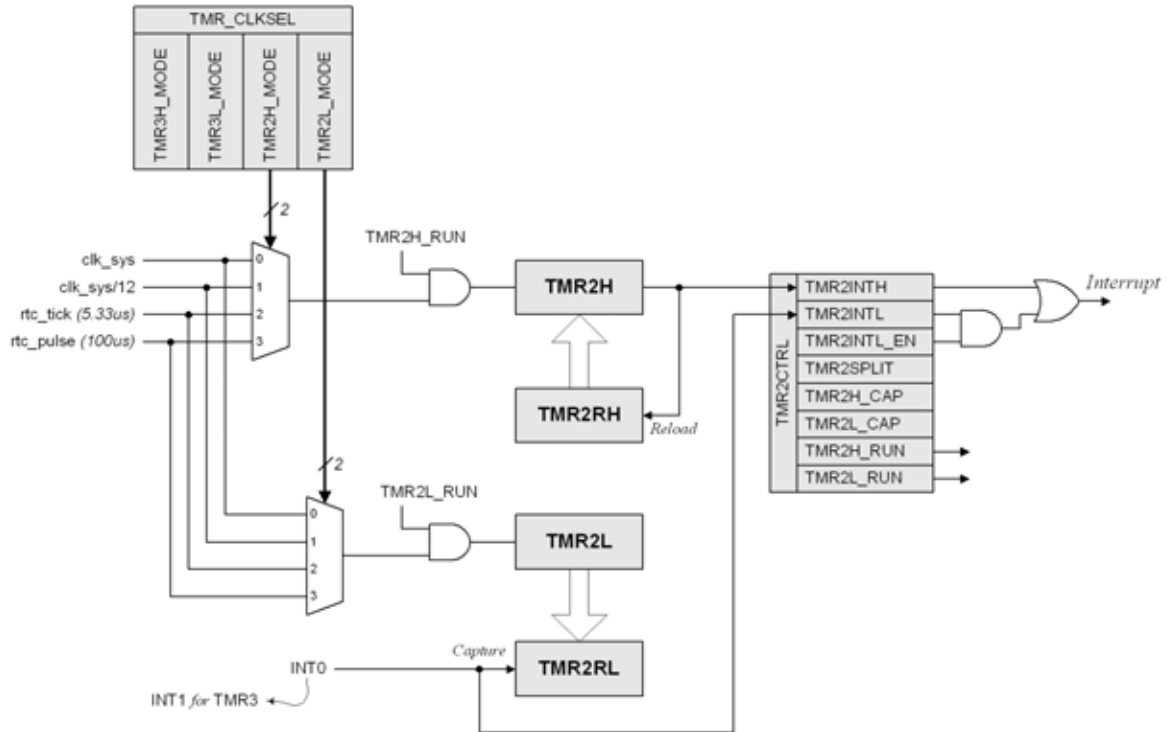 TMR_CLKSEL
TMR3H_MODE
TMR3L_MODE
TMR2H_MODE
TMR2L_MODE
2
clk_sys
clk_sys/12
rtc_tick (5.33us)
rtc_pulse (100us)
0
1
2
3
TMR2H_RUN
TMR2H
TMR2RH
Reload
TMR2CTRL
TMR2INTH
TMR2INTL
TMR2INTL_EN
TMR2SPLIT
TMR2H_CAP
TMR2L_CAP
TMR2H_RUN
TMR2L_RUN
Interrupt
2
0
1
2
3
TMR2L_RUN
TMR2L
TMR2RL
Capture
INT0
INT1 for TMR3